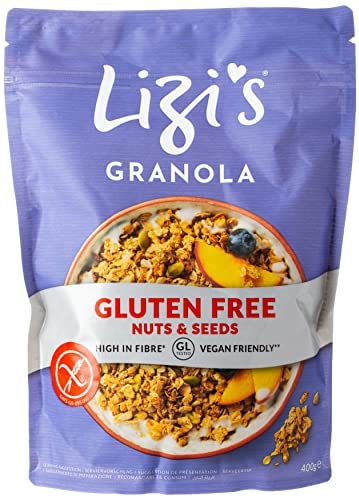 Lizi's®
GRANOLA
GLUTEN FREE
NUTS & SEEDS
HIGH IN FIBRE* GL TESTED VEGAN FRIENDLY**
400g e